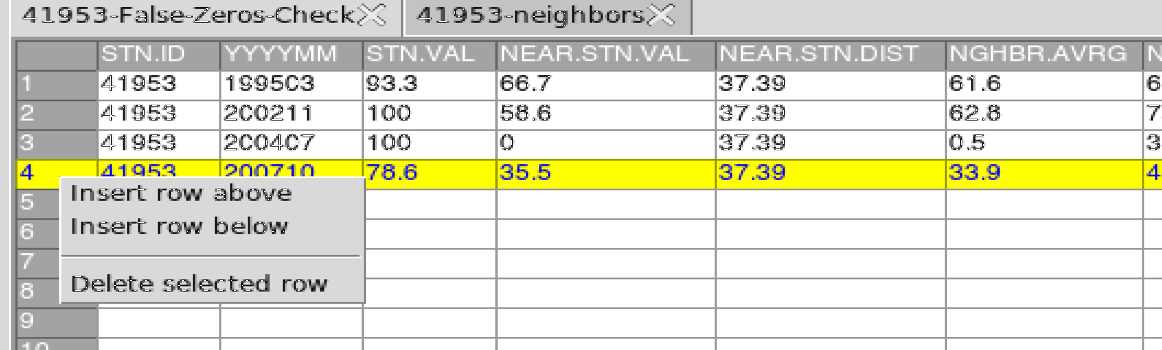 41953-False-Zeros-Check 41953-neighbors
STN.ID YYYYMM STN.VAL NEAR.STN.VAL NEAR.STN.DIST NGHBR.AVRG N
1 41953 199503 93.3 66.7 37.39 61.6 6
2 41953 200211 100 58.6 37.39 62.8 7
3 41953 200407 100 0 37.39 0.5 3
4 41953 200710 78.6 35.5 37.39 33.9 4
Insert row above
5
Insert row below
6
7
Delete selected row
8
9
10